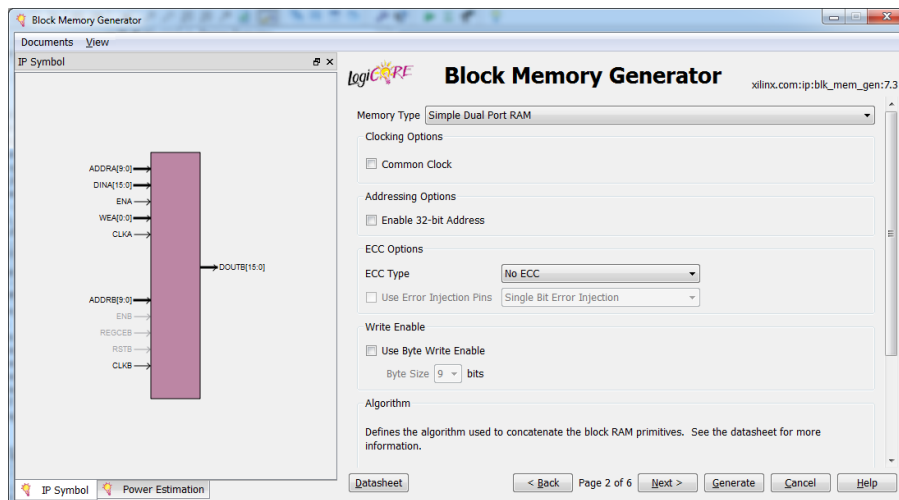 Block Memory Generator
Documents View
IP Symbol
ADDRA[9:0]
DINA[15:0]
ENA
WEA[0:0]
CLKA
DOUTB[15:0]
ADDRB[9:0]
ENB
REGCEB
RSTB
CLKB
IP Symbol Power Estimation
LogiCORE
Block Memory Generator
xilinx.com:ip:blk_mem_gen:7.3
Memory Type Simple Dual Port RAM
Clocking Options
Common Clock
Addressing Options
Enable 32-bit Address
ECC Options
ECC Type No ECC
Use Error Injection Pins Single Bit Error Injection
Write Enable
Use Byte Write Enable
Byte Size 9 bits
Algorithm
Defines the algorithm used to concatenate the block RAM primitives. See the datasheet for more
information.
Datasheet < Back Page 2 of 6 Next > Generate Cancel Help